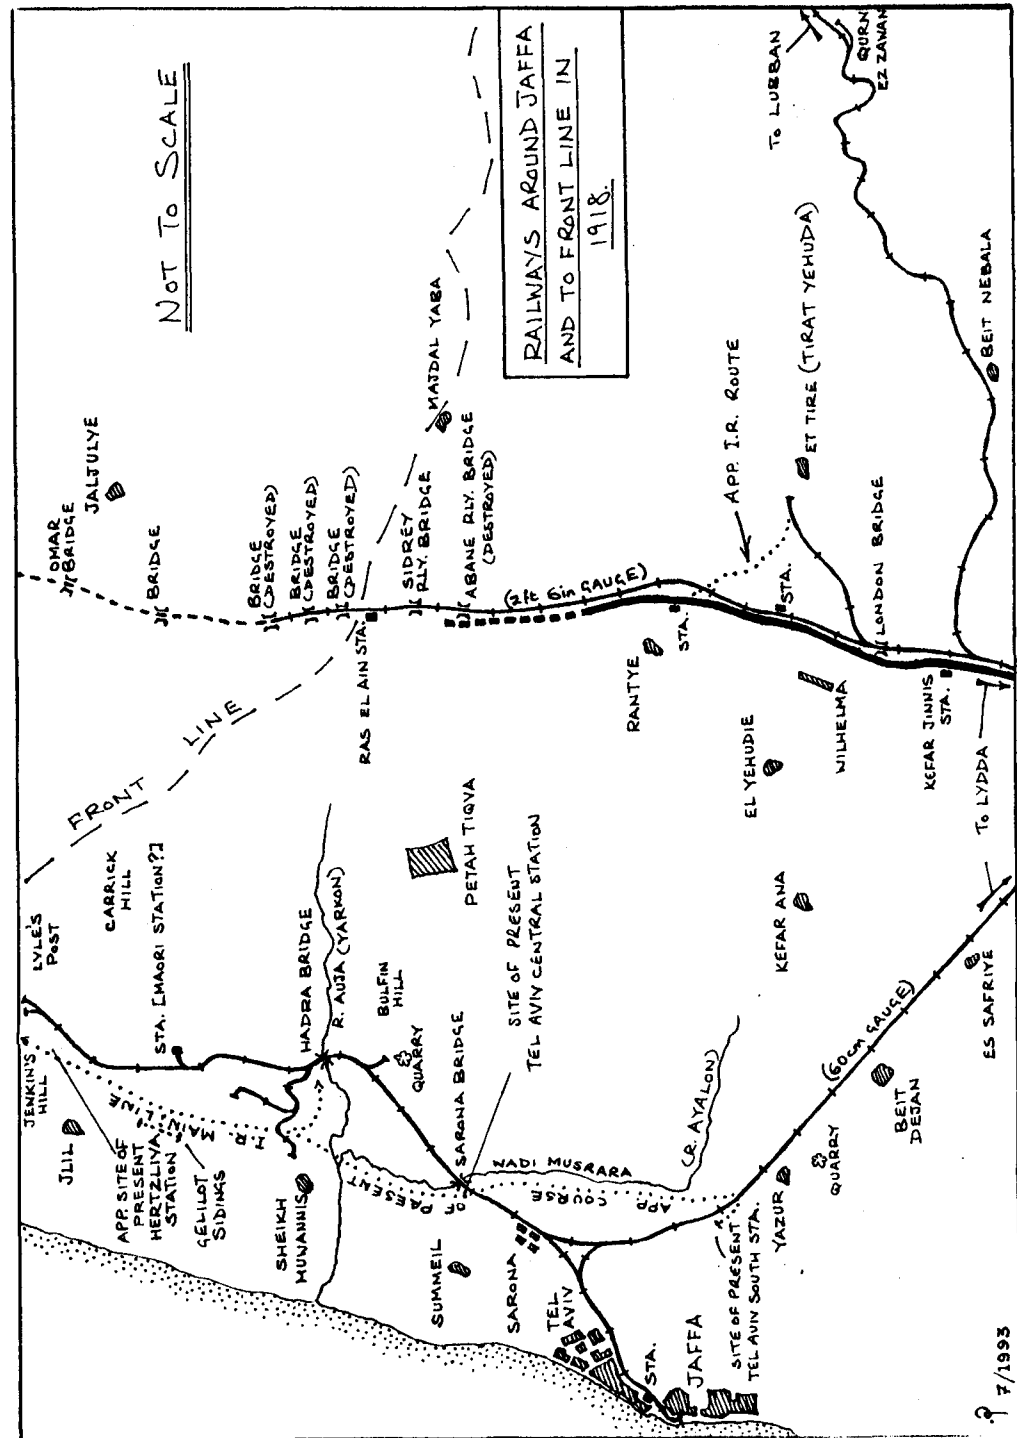 NOT TO SCALE
RAILWAYS AROUND JAFFA
AND TO FRONT LINE IN
1918.
To LUBBAN
QURN
EZ ZAWAN
OMAR
BRIDGE
JALJULYE
BRIDGE
BRIDGE
(DESTROYED)
BRIDGE
(DESTROYED)
BRIDGE
(DESTROYED)
SIDREY
RLY. BRIDGE
MAJDAL YABA
ABANE RLY. BRIDGE
(DESTROYED)
RAS EL AIN STA.
(2ft 6in GAUGE)
APP. I.R. ROUTE
ET TIRE (TIRAT YEHUDA)
BEIT NEBALA
STA.
STA.
LONDON BRIDGE
RANTYE
EL YEHUDIE
WILHELMA
KEFAR JINNIS
STA.
To LYDDA
FRONT LINE
LYLE'S
POST
CARRICK
HILL
STA. [MAORI STATION?]
HADRA BRIDGE
R. AUJA (YARKON)
BULFIN
HILL
QUARRY
PETAH TIQVA
SITE OF PRESENT
TEL AVIV CENTRAL STATION
SARONA BRIDGE
KEFAR ANA
(60cm GAUGE)
ES SAFRIYE
JENKIN'S
HILL
JLIL
APP. SITE OF
PRESENT
HERTZLIYA
STATION
GELILOT
SIDINGS
I.R. MAIN LINE
SHEIKH
MUWANNIS
APP COURSE OF PRESENT
WADI MUSRARA
(R. AYALON)
SUMMEIL
SARONA
TEL
AVIV
STA.
JAFFA
SITE OF PRESENT
TEL AVIV SOUTH STA.
YAZUR
QUARRY
BEIT
DEJAN
7/1993